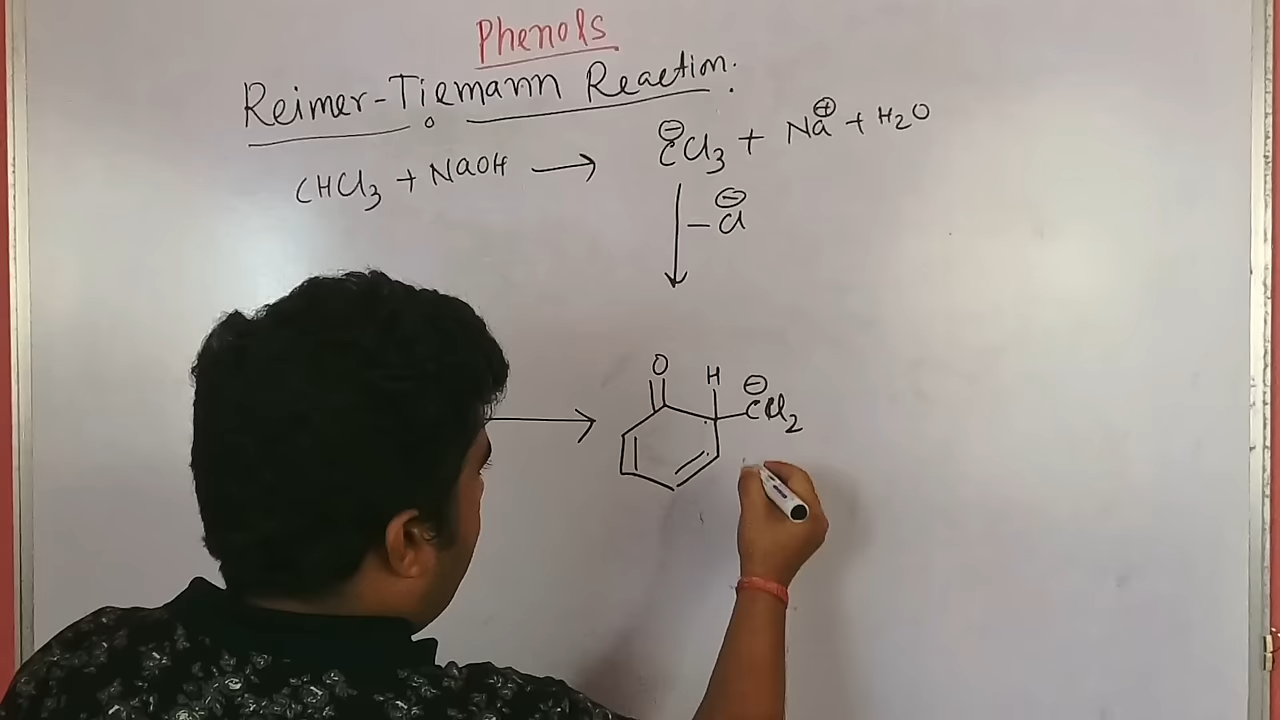 Phenols
Reimer-Tiemann Reaction.
CHCl₃ + NaOH ⟶ ⊖CCl₃ + Na⊕ + H₂O
−Cl⊖
O
H
⊖CCl₂